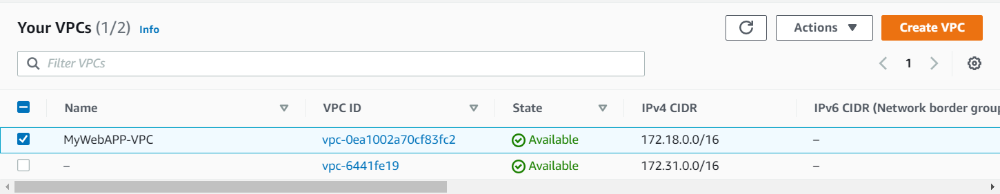 Your VPCs (1/2) Info
Actions Create VPC
Filter VPCs
1
Name VPC ID State IPv4 CIDR IPv6 CIDR (Network border group
MyWebAPP-VPC vpc-0ea1002a70cf83fc2 Available 172.18.0.0/16 –
– vpc-6441fe19 Available 172.31.0.0/16 –